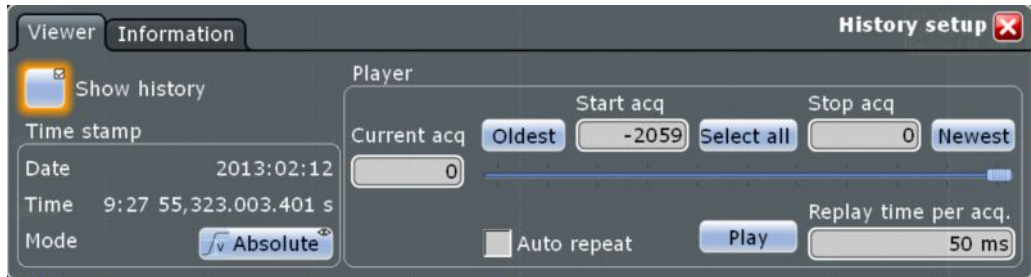 Viewer Information History setup
Show history
Time stamp
Date 2013:02:12
Time 9:27 55,323.003.401 s
Mode Absolute
Player
Start acq Stop acq
Current acq Oldest -2059 Select all 0 Newest
0
Replay time per acq.
Auto repeat Play 50 ms